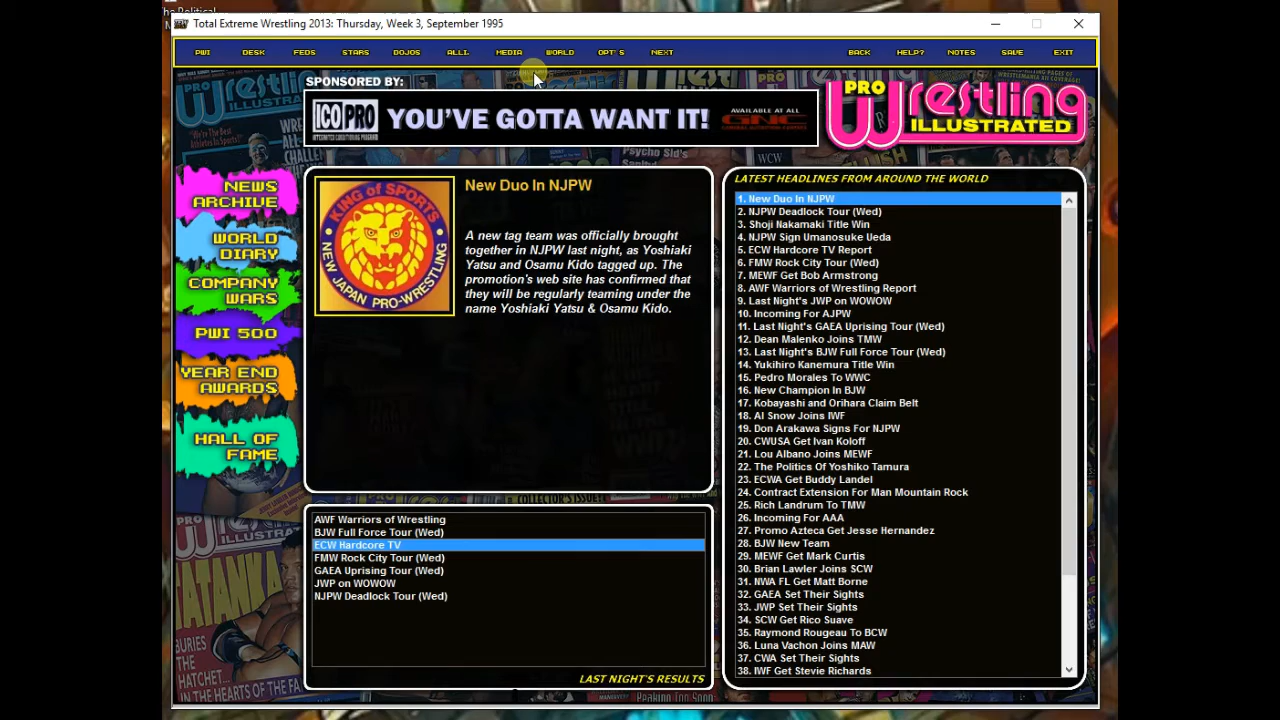 Total Extreme Wrestling 2013: Thursday, Week 3, September 1995
PWI DESK FEDS STARS DOJOS ALLI. MEDIA WORLD OPT'S NEXT BACK HELP? NOTES SAVE EXIT
SPONSORED BY:
ICOPRO
INTEGRATED CONDITIONING PROGRAM
YOU'VE GOTTA WANT IT!
AVAILABLE AT ALL
GNC
GENERAL NUTRITION CENTERS
PRO
Wrestling
ILLUSTRATED
NEWS
ARCHIVE
WORLD
DIARY
COMPANY
WARS
PWI 500
YEAR END
AWARDS
HALL OF
FAME
KING of SPORTS
NEW JAPAN PRO-WRESTLING
New Duo In NJPW
A new tag team was officially brought
together in NJPW last night, as Yoshiaki
Yatsu and Osamu Kido tagged up. The
promotion's web site has confirmed that
they will be regularly teaming under the
name Yoshiaki Yatsu & Osamu Kido.
AWF Warriors of Wrestling
BJW Full Force Tour (Wed)
ECW Hardcore TV
FMW Rock City Tour (Wed)
GAEA Uprising Tour (Wed)
JWP on WOWOW
NJPW Deadlock Tour (Wed)
LAST NIGHT'S RESULTS
LATEST HEADLINES FROM AROUND THE WORLD
1. New Duo In NJPW
2. NJPW Deadlock Tour (Wed)
3. Shoji Nakamaki Title Win
4. NJPW Sign Umanosuke Ueda
5. ECW Hardcore TV Report
6. FMW Rock City Tour (Wed)
7. MEWF Get Bob Armstrong
8. AWF Warriors of Wrestling Report
9. Last Night's JWP on WOWOW
10. Incoming For AJPW
11. Last Night's GAEA Uprising Tour (Wed)
12. Dean Malenko Joins TMW
13. Last Night's BJW Full Force Tour (Wed)
14. Yukihiro Kanemura Title Win
15. Pedro Morales To WWC
16. New Champion In BJW
17. Kobayashi and Orihara Claim Belt
18. Al Snow Joins IWF
19. Don Arakawa Signs For NJPW
20. CWUSA Get Ivan Koloff
21. Lou Albano Joins MEWF
22. The Politics Of Yoshiko Tamura
23. ECWA Get Buddy Landel
24. Contract Extension For Man Mountain Rock
25. Rich Landrum To TMW
26. Incoming For AAA
27. Promo Azteca Get Jesse Hernandez
28. BJW New Team
29. MEWF Get Mark Curtis
30. Brian Lawler Joins SCW
31. NWA FL Get Matt Borne
32. GAEA Set Their Sights
33. JWP Set Their Sights
34. SCW Get Rico Suave
35. Raymond Rougeau To BCW
36. Luna Vachon Joins MAW
37. CWA Set Their Sights
38. IWF Get Stevie Richards
TATANKA
BURIES
THE
HATCHET...